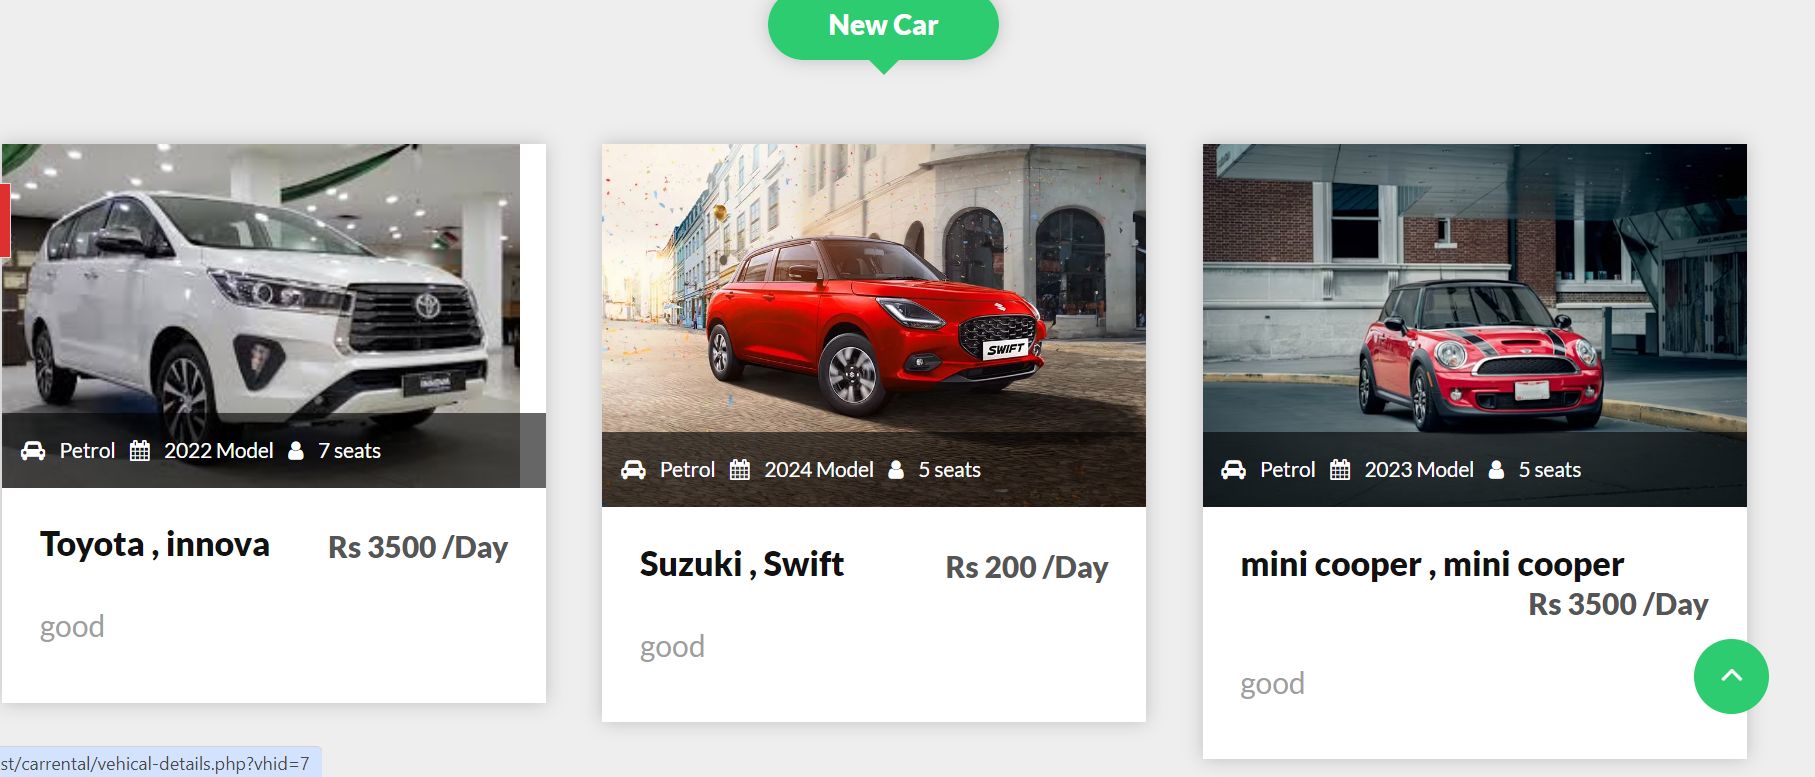 New Car
Petrol 2022 Model 7 seats
Toyota , innova Rs 3500 /Day
good
SWIFT
Petrol 2024 Model 5 seats
Suzuki , Swift Rs 200 /Day
good
Petrol 2023 Model 5 seats
mini cooper , mini cooper
Rs 3500 /Day
good
st/carrental/vehical-details.php?vhid=7